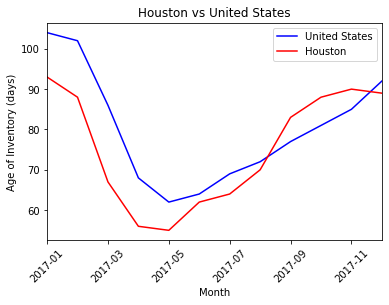 Houston vs United States
United States
Houston
Age of Inventory (days)
100
90
80
70
60
2017-01
2017-03
2017-05
2017-07
2017-09
2017-11
Month